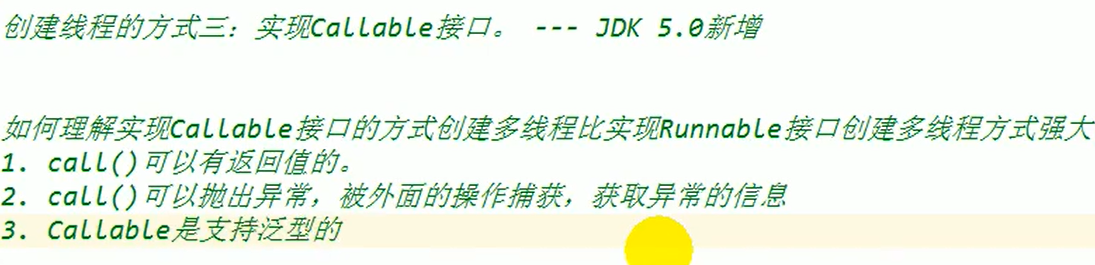 创建线程的方式三：实现Callable接口。 --- JDK 5.0新增
如何理解实现Callable接口的方式创建多线程比实现Runnable接口创建多线程方式强大
1. call()可以有返回值的。
2. call()可以抛出异常，被外面的操作捕获，获取异常的信息
3. Callable是支持泛型的